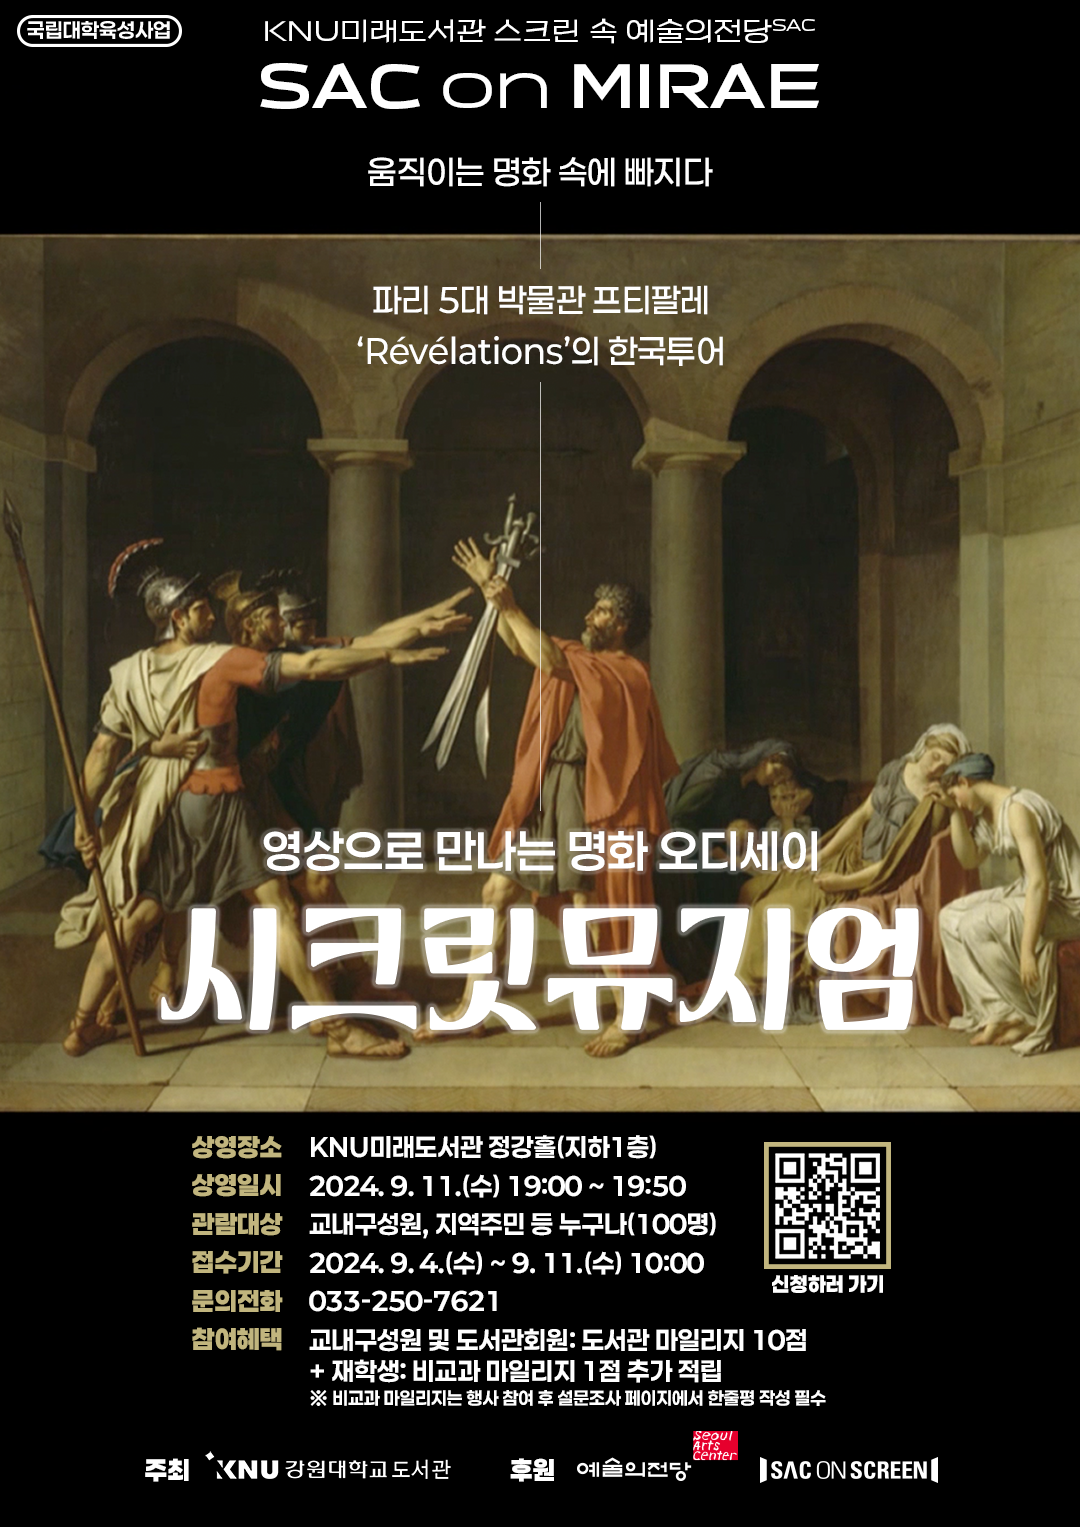 국립대학육성사업
KNU미래도서관 스크린 속 예술의전당SAC
SAC on MIRAE
움직이는 명화 속에 빠지다
파리 5대 박물관 프티팔레
‘Révélations’의 한국투어
영상으로 만나는 명화 오디세이
시크릿뮤지엄
상영장소 KNU미래도서관 정강홀(지하1층)
상영일시 2024. 9. 11.(수) 19:00 ~ 19:50
관람대상 교내구성원, 지역주민 등 누구나(100명)
접수기간 2024. 9. 4.(수) ~ 9. 11.(수) 10:00
문의전화 033-250-7621
참여혜택 교내구성원 및 도서관회원: 도서관 마일리지 10점
+ 재학생: 비교과 마일리지 1점 추가 적립
※ 비교과 마일리지는 행사 참여 후 설문조사 페이지에서 한줄평 작성 필수
신청하러 가기
주최 KNU 강원대학교 도서관
후원 예술의전당
Seoul
Arts
Center
SAC ON SCREEN